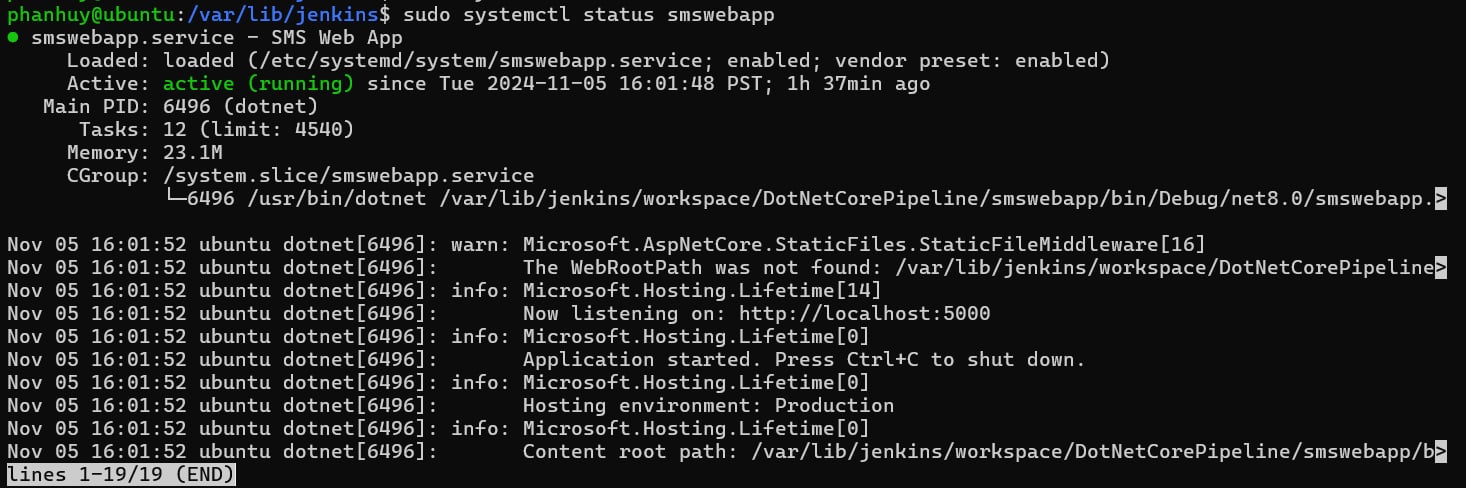 phanhuy@ubuntu:/var/lib/jenkins$ sudo systemctl status smswebapp
● smswebapp.service - SMS Web App
     Loaded: loaded (/etc/systemd/system/smswebapp.service; enabled; vendor preset: enabled)
     Active: active (running) since Tue 2024-11-05 16:01:48 PST; 1h 37min ago
   Main PID: 6496 (dotnet)
      Tasks: 12 (limit: 4540)
     Memory: 23.1M
     CGroup: /system.slice/smswebapp.service
             └─6496 /usr/bin/dotnet /var/lib/jenkins/workspace/DotNetCorePipeline/smswebapp/bin/Debug/net8.0/smswebapp.>

Nov 05 16:01:52 ubuntu dotnet[6496]: warn: Microsoft.AspNetCore.StaticFiles.StaticFileMiddleware[16]
Nov 05 16:01:52 ubuntu dotnet[6496]:       The WebRootPath was not found: /var/lib/jenkins/workspace/DotNetCorePipeline>
Nov 05 16:01:52 ubuntu dotnet[6496]: info: Microsoft.Hosting.Lifetime[14]
Nov 05 16:01:52 ubuntu dotnet[6496]:       Now listening on: http://localhost:5000
Nov 05 16:01:52 ubuntu dotnet[6496]: info: Microsoft.Hosting.Lifetime[0]
Nov 05 16:01:52 ubuntu dotnet[6496]:       Application started. Press Ctrl+C to shut down.
Nov 05 16:01:52 ubuntu dotnet[6496]: info: Microsoft.Hosting.Lifetime[0]
Nov 05 16:01:52 ubuntu dotnet[6496]:       Hosting environment: Production
Nov 05 16:01:52 ubuntu dotnet[6496]: info: Microsoft.Hosting.Lifetime[0]
Nov 05 16:01:52 ubuntu dotnet[6496]:       Content root path: /var/lib/jenkins/workspace/DotNetCorePipeline/smswebapp/b>
lines 1-19/19 (END)